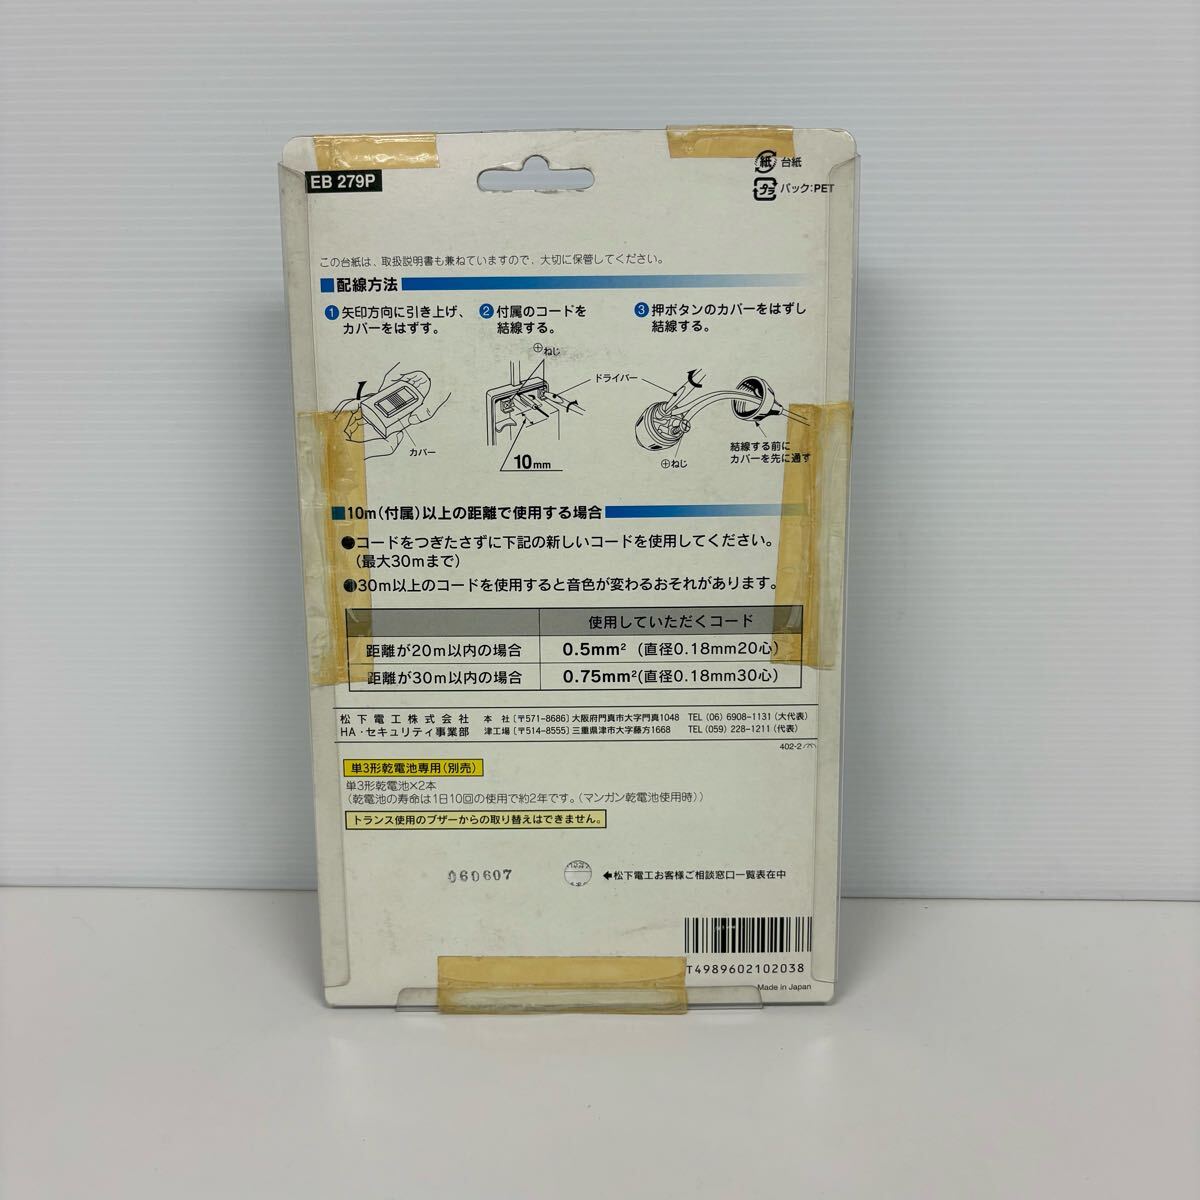 EB 279P
紙 台紙
プラ パック:PET
この台紙は、取扱説明書も兼ねていますので、大切に保管してください。
■配線方法
1 矢印方向に引き上げ、
カバーをはずす。
2 付属のコードを
結線する。
3 押ボタンのカバーをはずし
結線する。
⊕ねじ
ドライバー
カバー
10mm
⊕ねじ
結線する前に
カバーを先に通す
■10m(付属)以上の距離で使用する場合
●コードをつぎたさずに下記の新しいコードを使用してください。
(最大30mまで)
●30m以上のコードを使用すると音色が変わるおそれがあります。
使用していただくコード
距離が20m以内の場合 0.5mm² (直径0.18mm20心)
距離が30m以内の場合 0.75mm²(直径0.18mm30心)
松下電工株式会社 本社〔〒571-8686〕大阪府門真市大字門真1048 TEL(06)6908-1131(大代表)
HA・セキュリティ事業部 津工場〔〒514-8555〕三重県津市大字藤方1668 TEL(059)228-1211(代表)
402-2
単3形乾電池専用(別売)
単3形乾電池×2本
(乾電池の寿命は1日10回の使用で約2年です。(マンガン乾電池使用時))
トランス使用のブザーからの取り替えはできません。
060607
←松下電工お客様ご相談窓口一覧表在中
T4989602102038
Made in Japan